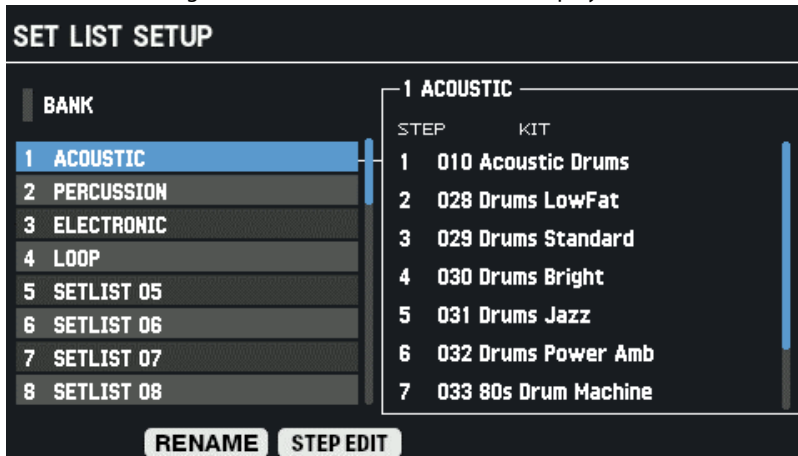 SET LIST SETUP
BANK
1 ACOUSTIC
2 PERCUSSION
3 ELECTRONIC
4 LOOP
5 SETLIST 05
6 SETLIST 06
7 SETLIST 07
8 SETLIST 08
1 ACOUSTIC
STEP KIT
1 010 Acoustic Drums
2 028 Drums LowFat
3 029 Drums Standard
4 030 Drums Bright
5 031 Drums Jazz
6 032 Drums Power Amb
7 033 80s Drum Machine
RENAME STEP EDIT